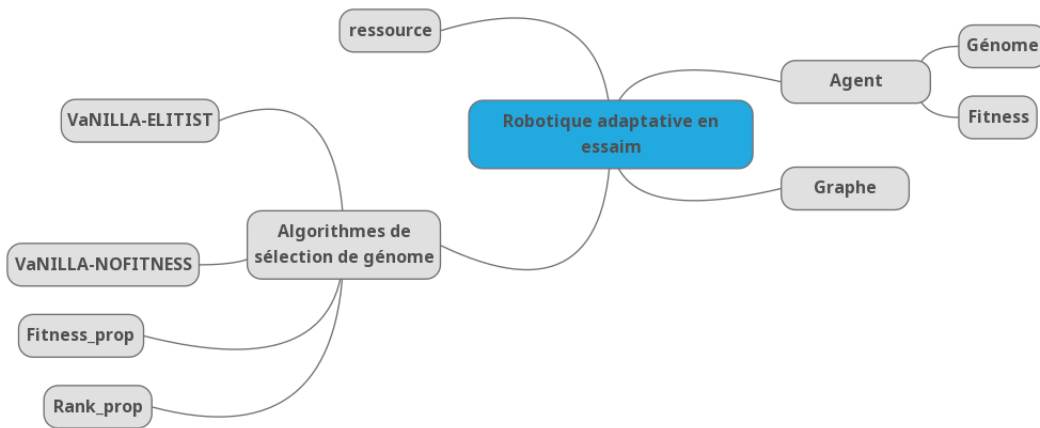 ressource
Génome
Agent
VaNILLA-ELITIST
Fitness
Robotique adaptative en
essaim
Graphe
Algorithmes de
sélection de génome
VaNILLA-NOFITNESS
Fitness_prop
Rank_prop